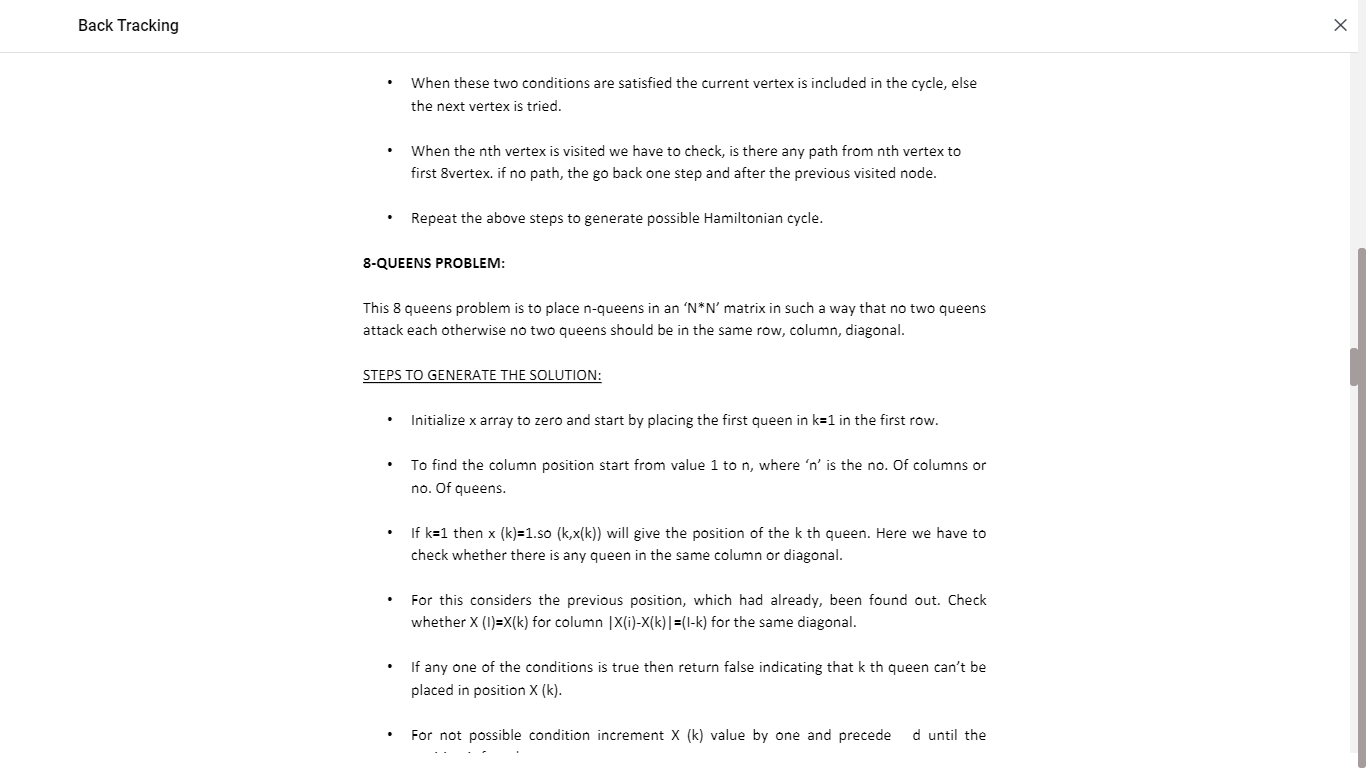 Back Tracking
• When these two conditions are satisfied the current vertex is included in the cycle, else
the next vertex is tried.
• When the nth vertex is visited we have to check, is there any path from nth vertex to
first 8vertex. if no path, the go back one step and after the previous visited node.
• Repeat the above steps to generate possible Hamiltonian cycle.
8-QUEENS PROBLEM:
This 8 queens problem is to place n-queens in an ‘N*N’ matrix in such a way that no two queens
attack each otherwise no two queens should be in the same row, column, diagonal.
STEPS TO GENERATE THE SOLUTION:
• Initialize x array to zero and start by placing the first queen in k=1 in the first row.
• To find the column position start from value 1 to n, where ‘n’ is the no. Of columns or
no. Of queens.
• If k=1 then x (k)=1.so (k,x(k)) will give the position of the k th queen. Here we have to
check whether there is any queen in the same column or diagonal.
• For this considers the previous position, which had already, been found out. Check
whether X (I)=X(k) for column |X(i)-X(k)|=(I-k) for the same diagonal.
• If any one of the conditions is true then return false indicating that k th queen can’t be
placed in position X (k).
• For not possible condition increment X (k) value by one and precede d until the